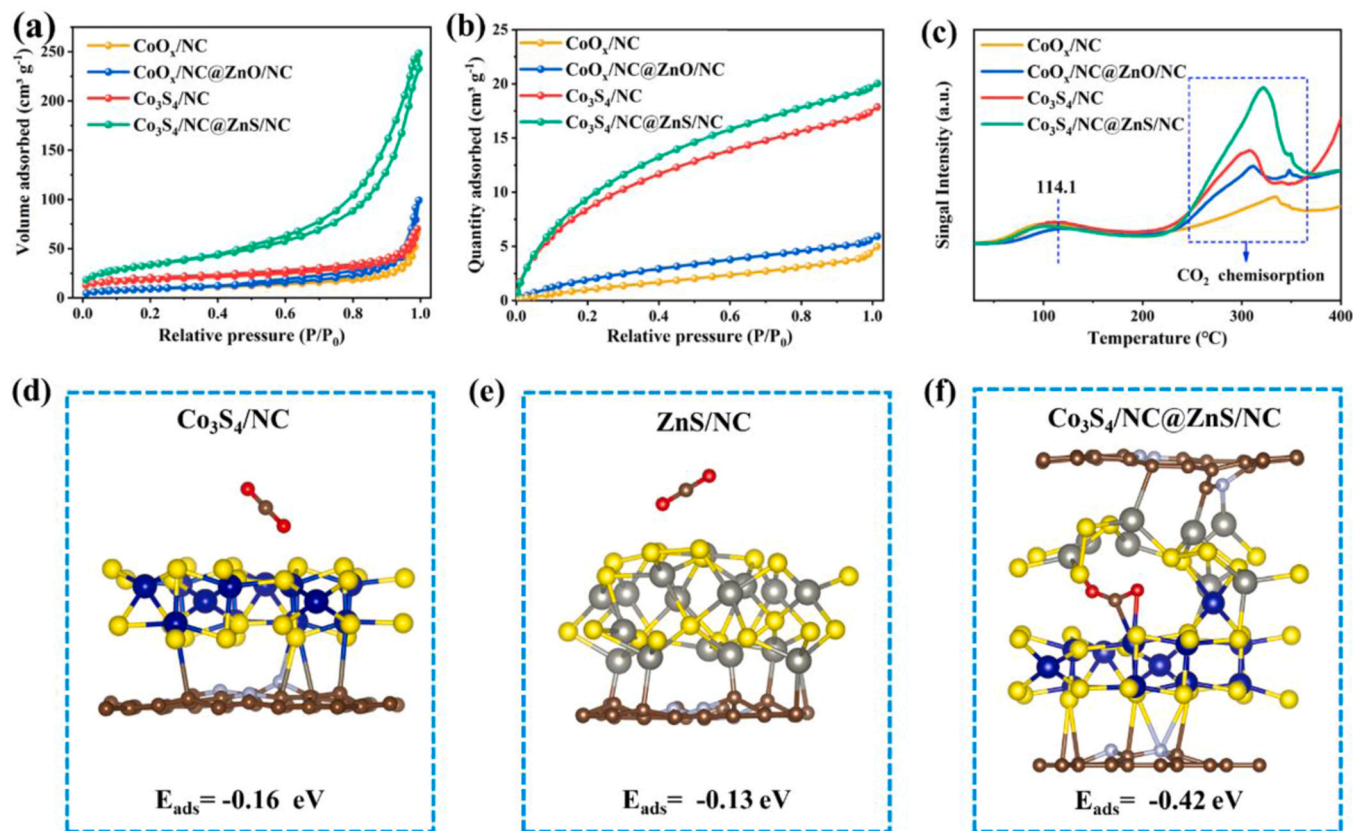 (a)
CoOₓ/NC
CoOₓ/NC@ZnO/NC
Co₃S₄/NC
Co₃S₄/NC@ZnS/NC
Volume adsorbed (cm³ g⁻¹)
250
200
150
100
50
0
0.0 0.2 0.4 0.6 0.8 1.0
Relative pressure (P/P₀)
(b)
CoOₓ/NC
CoOₓ/NC@ZnO/NC
Co₃S₄/NC
Co₃S₄/NC@ZnS/NC
Quantity adsorbed (cm³ g⁻¹)
25
20
15
10
5
0
0.0 0.2 0.4 0.6 0.8 1.0
Relative pressure (P/P₀)
(c)
CoOₓ/NC
CoOₓ/NC@ZnO/NC
Co₃S₄/NC
Co₃S₄/NC@ZnS/NC
Singal Intensity (a.u.)
114.1
CO₂ chemisorption
100 200 300 400
Temperature (°C)
(d)
Co₃S₄/NC
E_ads= -0.16 eV
(e)
ZnS/NC
E_ads= -0.13 eV
(f)
Co₃S₄/NC@ZnS/NC
E_ads= -0.42 eV